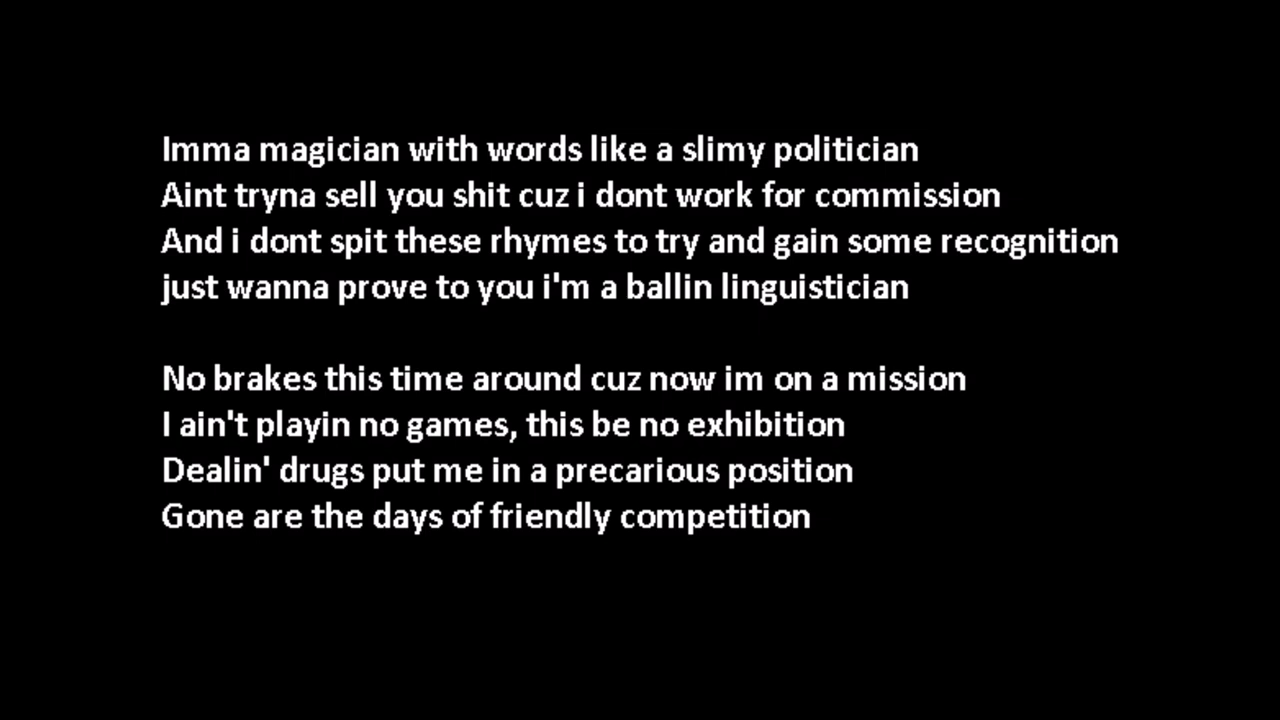 Imma magician with words like a slimy politician
Aint tryna sell you shit cuz i dont work for commission
And i dont spit these rhymes to try and gain some recognition
just wanna prove to you i'm a ballin linguistician
No brakes this time around cuz now im on a mission
I ain't playin no games, this be no exhibition
Dealin' drugs put me in a precarious position
Gone are the days of friendly competition